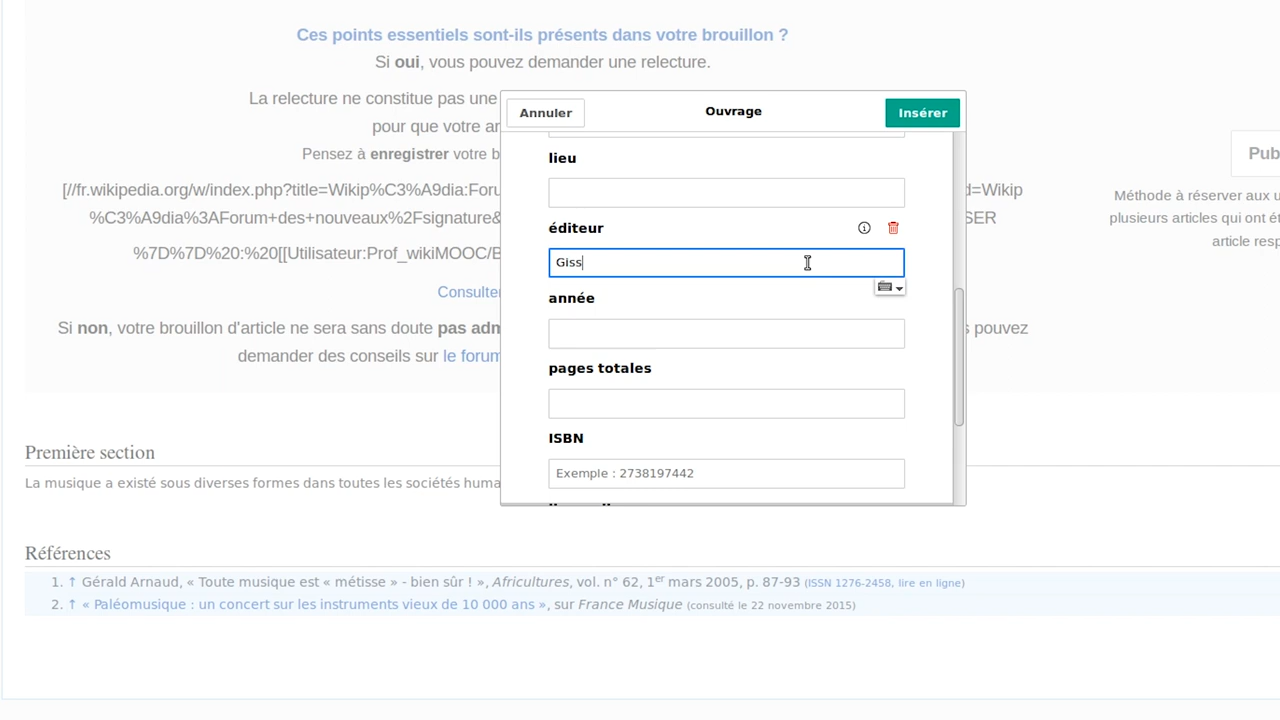 Ces points essentiels sont-ils présents dans votre brouillon ?
Si oui, vous pouvez demander une relecture.
La relecture ne constitue pas une
pour que votre ar
Pensez à enregistrer votre b
[//fr.wikipedia.org/w/index.php?title=Wikip%C3%A9dia:Foru
d=Wikip
%C3%A9dia%3AForum+des+nouveaux%2Fsignature&
SER
%7D%7D%20:%20[[Utilisateur:Prof_wikiMOOC/B
Consulter
Si non, votre brouillon d'article ne sera sans doute pas adm
s pouvez
demander des conseils sur le forum
Annuler
Ouvrage
Insérer
lieu
éditeur
Giss
année
pages totales
ISBN
Exemple : 2738197442
Pub
Méthode à réserver aux u
plusieurs articles qui ont ét
article resp
Première section
La musique a existé sous diverses formes dans toutes les sociétés huma
Références
1. ↑ Gérald Arnaud, « Toute musique est « métisse » - bien sûr ! », Africultures, vol. n° 62, 1er mars 2005, p. 87-93 (ISSN 1276-2458, lire en ligne)
2. ↑ « Paléomusique : un concert sur les instruments vieux de 10 000 ans », sur France Musique (consulté le 22 novembre 2015)